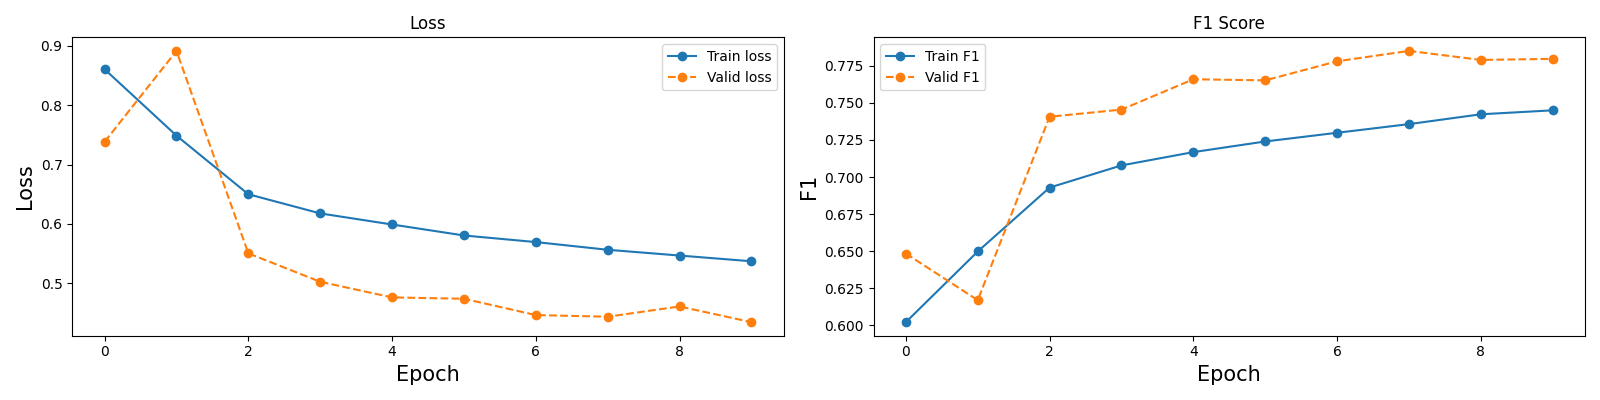 Loss
0.9
0.8
0.7
0.6
0.5
Loss
Train loss
Valid loss
0 2 4 6 8
Epoch
F1 Score
0.775
0.750
0.725
0.700
0.675
0.650
0.625
0.600
F1
Train F1
Valid F1
0 2 4 6 8
Epoch